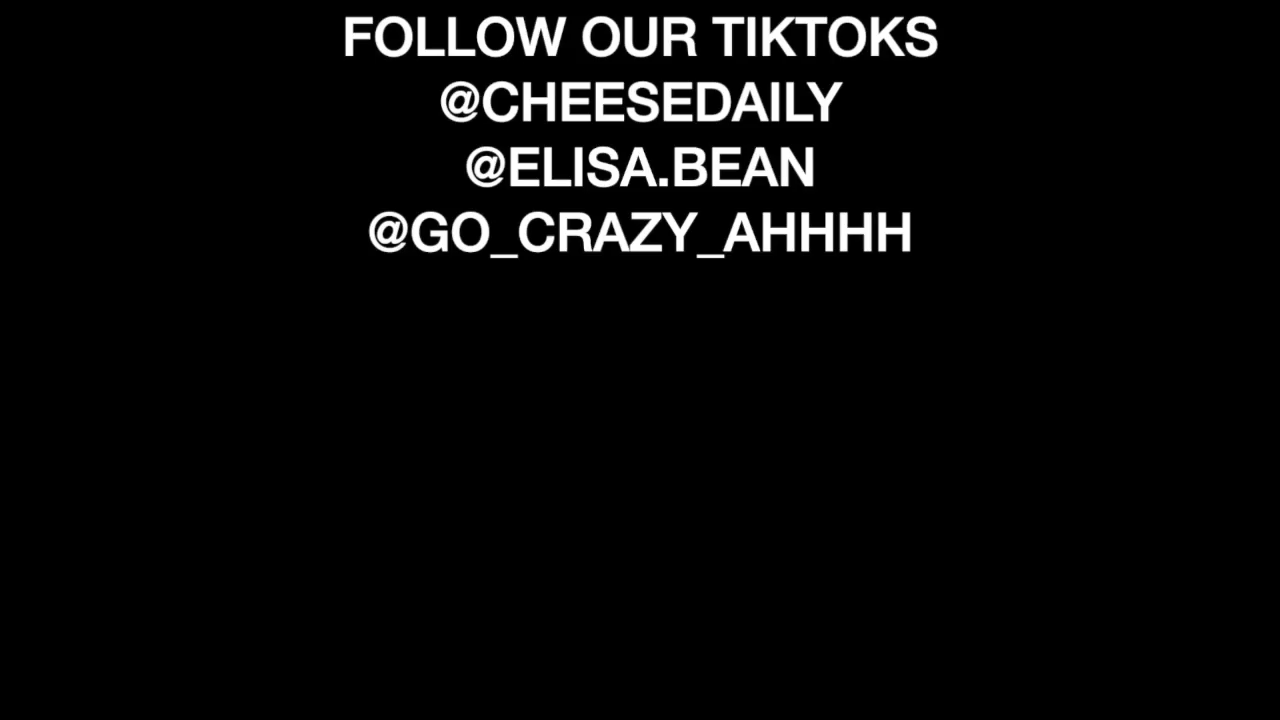 FOLLOW OUR TIKTOKS
@CHEESEDAILY
@ELISA.BEAN
@GO_CRAZY_AHHHH